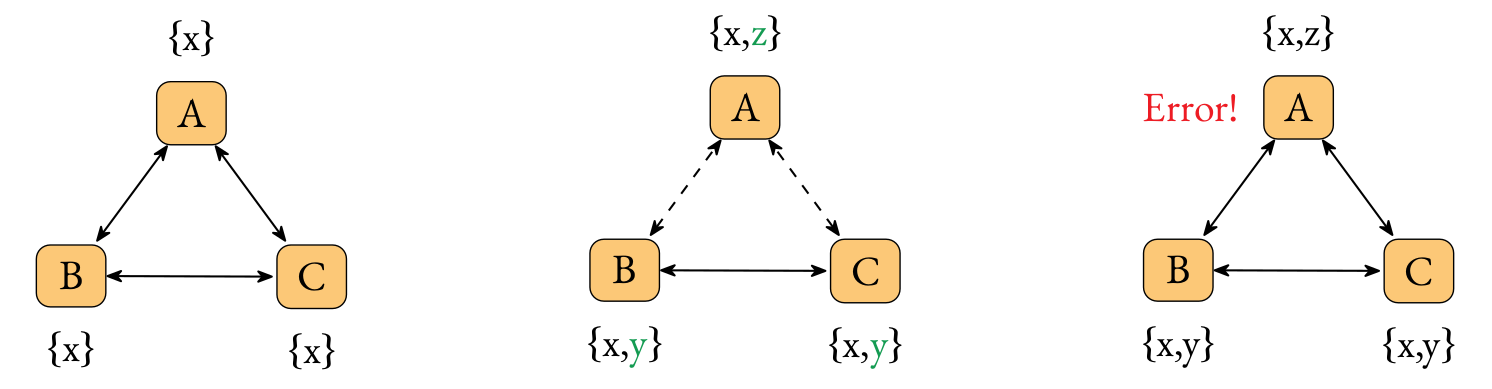 {x}
A
B
C
{x}
{x}
{x,z}
A
B
C
{x,y}
{x,y}
{x,z}
Error!
A
B
C
{x,y}
{x,y}